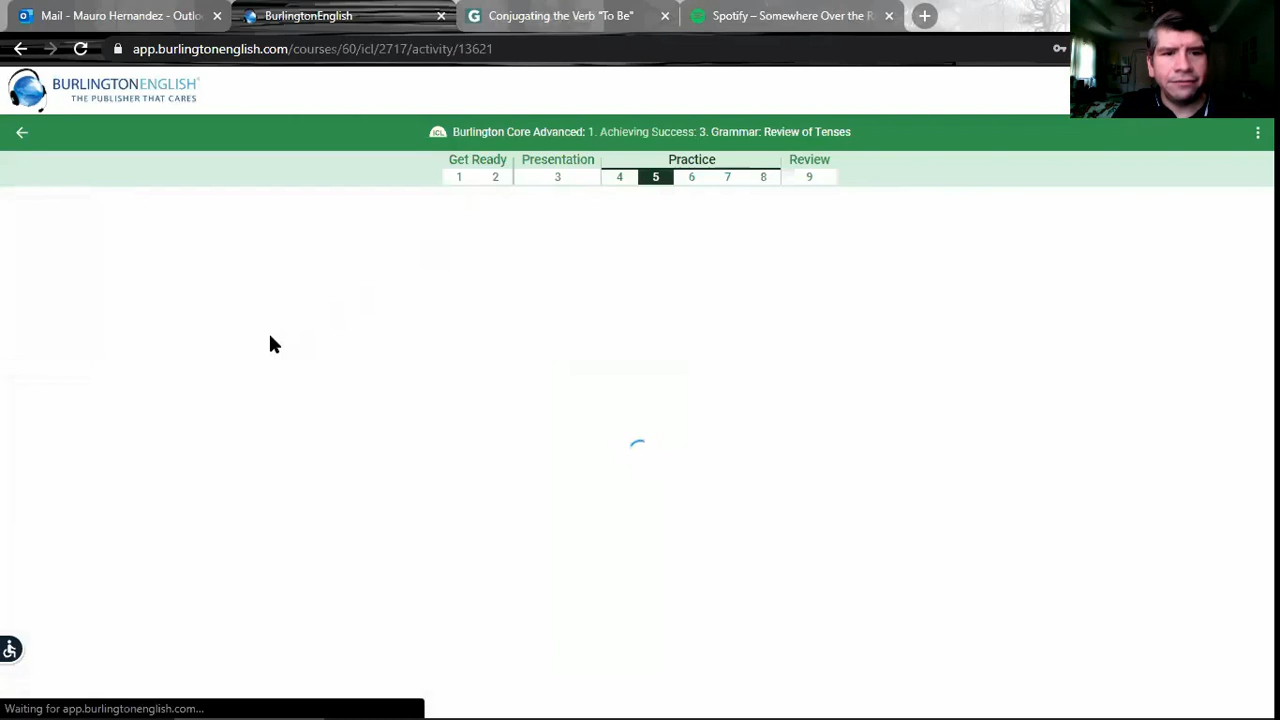 Mail - Mauro Hernandez - Outlo
BurlingtonEnglish
Conjugating the Verb "To Be"
Spotify – Somewhere Over the R
app.burlingtonenglish.com/courses/60/icl/2717/activity/13621
BURLINGTONENGLISH
THE PUBLISHER THAT CARES
ICL Burlington Core Advanced: 1. Achieving Success: 3. Grammar: Review of Tenses
Get Ready Presentation Practice Review
1 2 3 4 5 6 7 8 9
Waiting for app.burlingtonenglish.com...